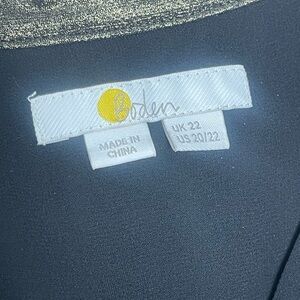 Boden
MADE IN
CHINA
UK 22
US 20/22